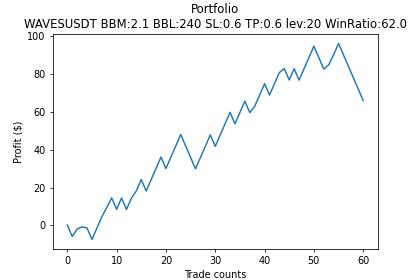 Portfolio
WAVESUSDT BBM:2.1 BBL:240 SL:0.6 TP:0.6 lev:20 WinRatio:62.0
100
80
60
40
20
0
Profit ($)
0 10 20 30 40 50 60
Trade counts